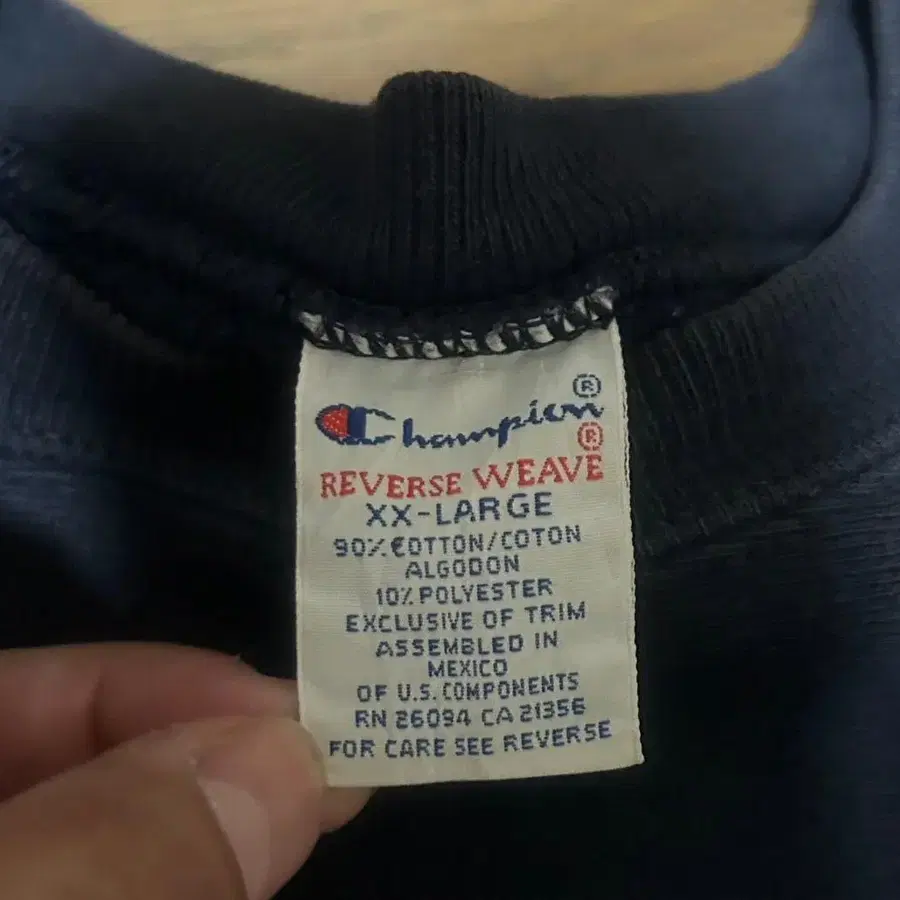 Champion®
REVERSE WEAVE®
XX-LARGE
90% COTTON/COTON
ALGODON
10% POLYESTER
EXCLUSIVE OF TRIM
ASSEMBLED IN
MEXICO
OF U.S. COMPONENTS
RN 26094 CA 21356
FOR CARE SEE REVERSE